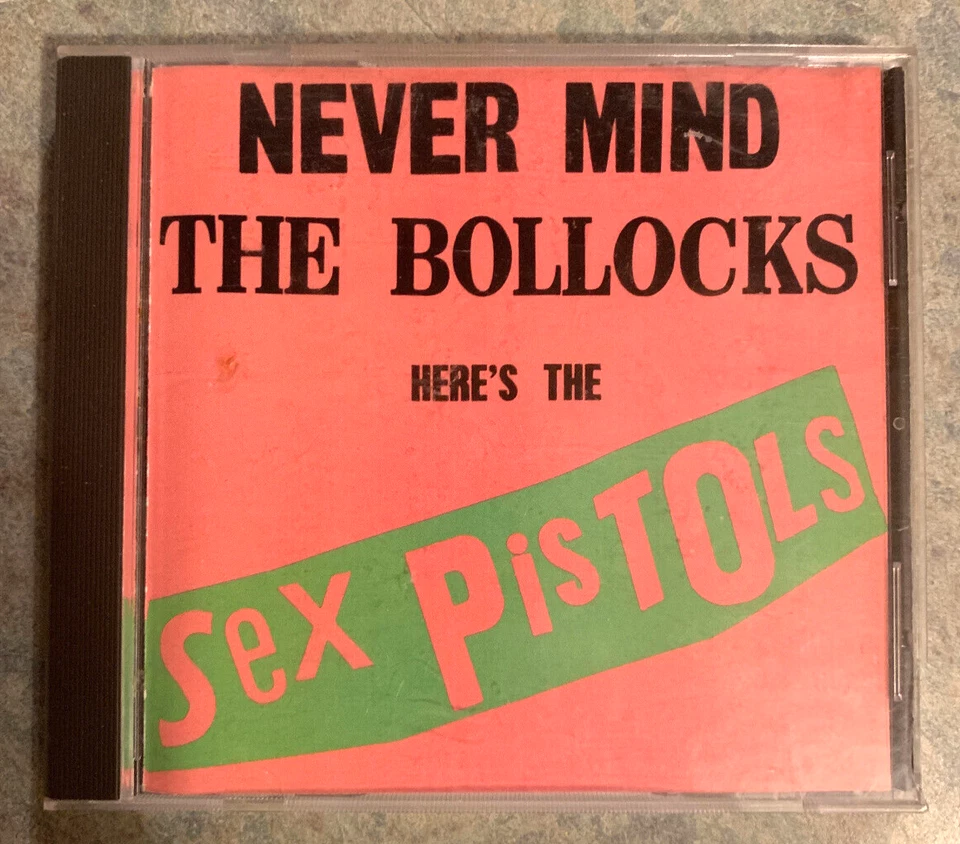 NEVER MIND
THE BOLLOCKS
HERE'S THE
Sex PiSTOLS